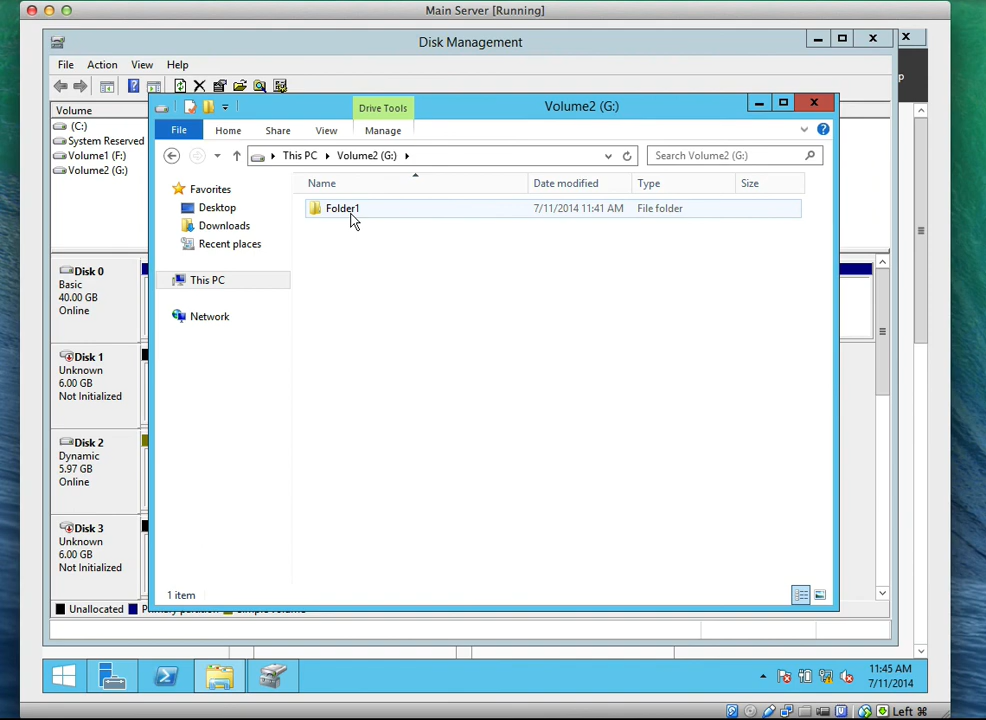 Main Server [Running]
Disk Management
File Action View Help
Volume
(C:)
System Reserved
Volume1 (F:)
Volume2 (G:)
Drive Tools
Volume2 (G:)
File Home Share View Manage
This PC Volume2 (G:)
Search Volume2 (G:)
Favorites
Desktop
Downloads
Recent places
This PC
Network
Name Date modified Type Size
Folder1 7/11/2014 11:41 AM File folder
1 item
Disk 0
Basic
40.00 GB
Online
Disk 1
Unknown
6.00 GB
Not Initialized
Disk 2
Dynamic
5.97 GB
Online
Disk 3
Unknown
6.00 GB
Not Initialized
Unallocated
11:45 AM
7/11/2014
Left ⌘